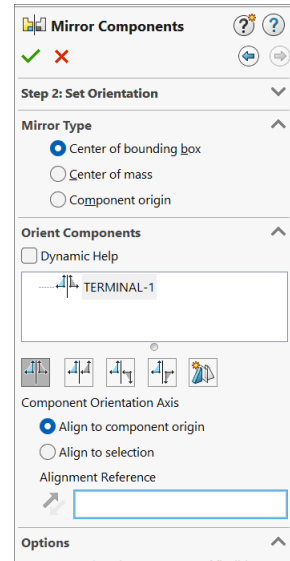 Mirror Components
Step 2: Set Orientation
Mirror Type
Center of bounding box
Center of mass
Component origin
Orient Components
Dynamic Help
TERMINAL-1
Component Orientation Axis
Align to component origin
Align to selection
Alignment Reference
Options